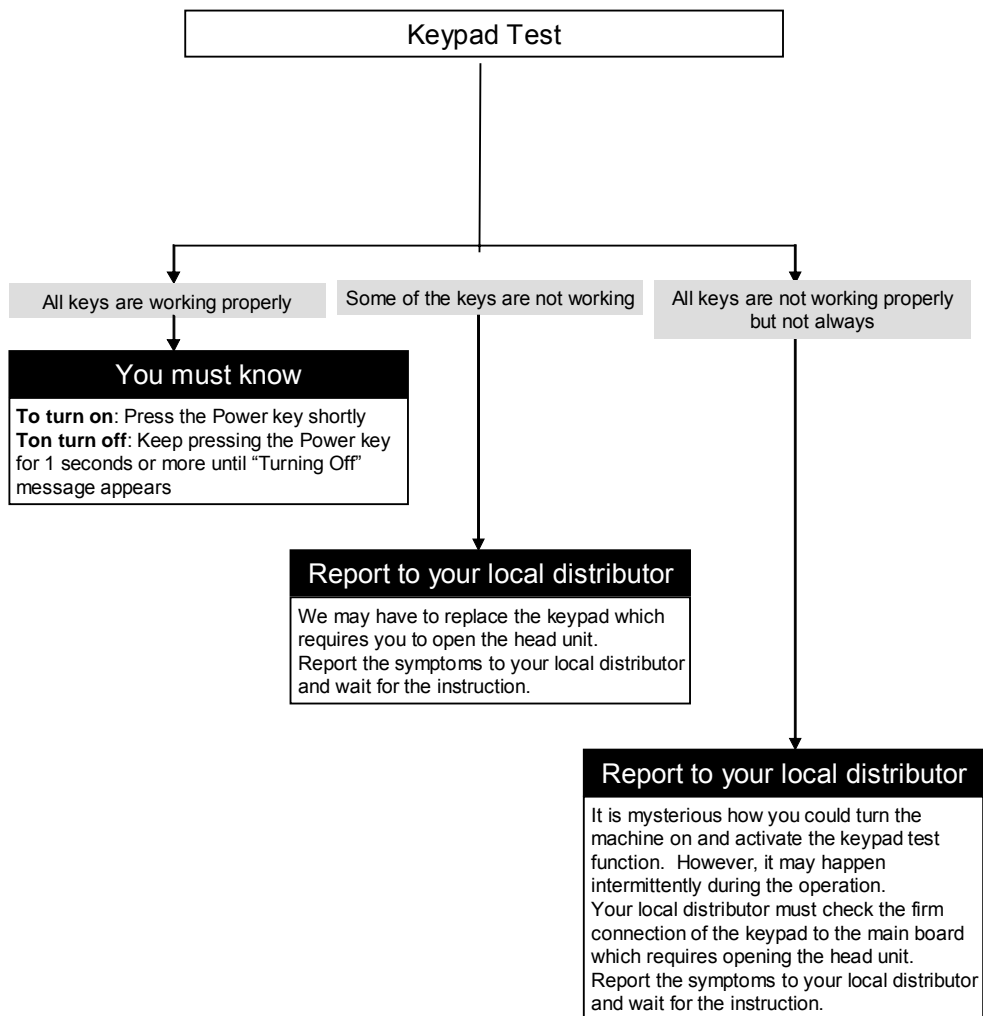 Keypad Test
All keys are working properly
Some of the keys are not working
All keys are not working properly
but not always
You must know
To turn on: Press the Power key shortly
Ton turn off: Keep pressing the Power key
for 1 seconds or more until “Turning Off”
message appears
Report to your local distributor
We may have to replace the keypad which
requires you to open the head unit.
Report the symptoms to your local distributor
and wait for the instruction.
Report to your local distributor
It is mysterious how you could turn the
machine on and activate the keypad test
function.  However, it may happen
intermittently during the operation.
Your local distributor must check the firm
connection of the keypad to the main board
which requires opening the head unit.
Report the symptoms to your local distributor
and wait for the instruction.